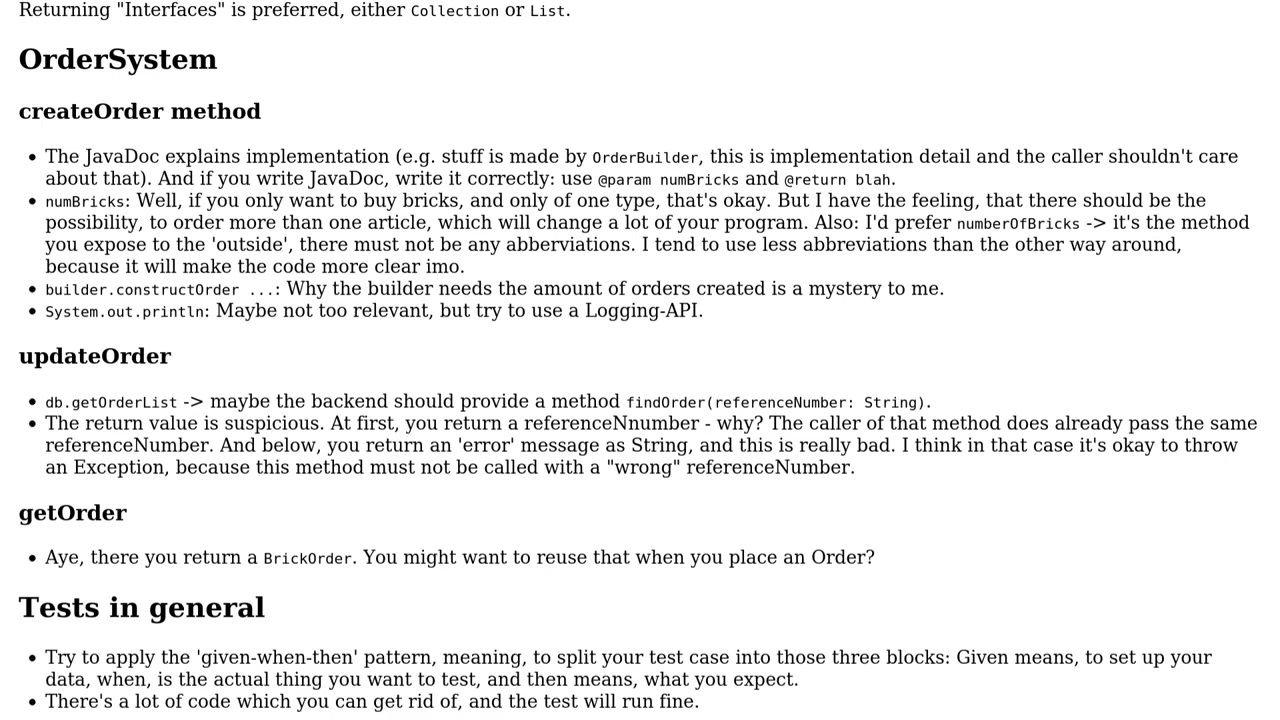 Returning "Interfaces" is preferred, either Collection or List.
OrderSystem
createOrder method
• The JavaDoc explains implementation (e.g. stuff is made by OrderBuilder, this is implementation detail and the caller shouldn't care
about that). And if you write JavaDoc, write it correctly: use @param numBricks and @return blah.
• numBricks: Well, if you only want to buy bricks, and only of one type, that's okay. But I have the feeling, that there should be the
possibility, to order more than one article, which will change a lot of your program. Also: I'd prefer numberOfBricks -> it's the method
you expose to the 'outside', there must not be any abberviations. I tend to use less abbreviations than the other way around,
because it will make the code more clear imo.
• builder.constructOrder ...: Why the builder needs the amount of orders created is a mystery to me.
• System.out.println: Maybe not too relevant, but try to use a Logging-API.
updateOrder
• db.getOrderList -> maybe the backend should provide a method findOrder(referenceNumber: String).
• The return value is suspicious. At first, you return a referenceNnumber - why? The caller of that method does already pass the same
referenceNumber. And below, you return an 'error' message as String, and this is really bad. I think in that case it's okay to throw
an Exception, because this method must not be called with a "wrong" referenceNumber.
getOrder
• Aye, there you return a BrickOrder. You might want to reuse that when you place an Order?
Tests in general
• Try to apply the 'given-when-then' pattern, meaning, to split your test case into those three blocks: Given means, to set up your
data, when, is the actual thing you want to test, and then means, what you expect.
• There's a lot of code which you can get rid of, and the test will run fine.